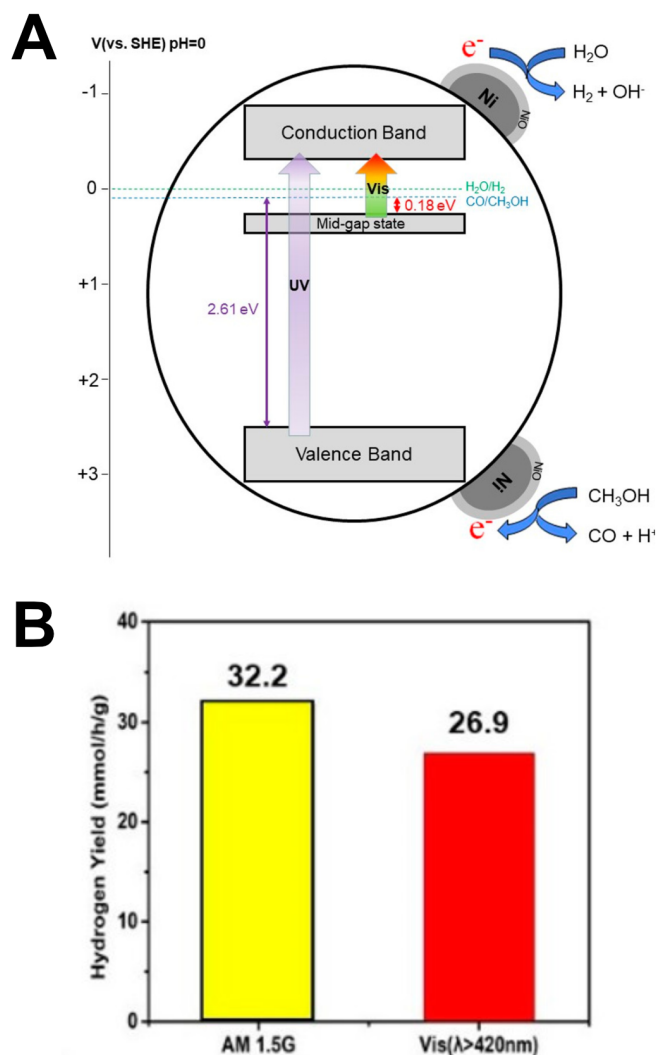 A
V(vs. SHE) pH=0
-1
0
+1
+2
+3
Conduction Band
Vis
H₂O/H₂
CO/CH₃OH
0.18 eV
Mid-gap state
UV
2.61 eV
Valence Band
Ni
NiO
e⁻
H₂O
H₂ + OH⁻
Ni
NiO
e⁻
CH₃OH
CO + H⁺
B
Hydrogen Yield (mmol/h/g)
40
30
20
10
0
32.2
26.9
AM 1.5G
Vis(λ>420nm)